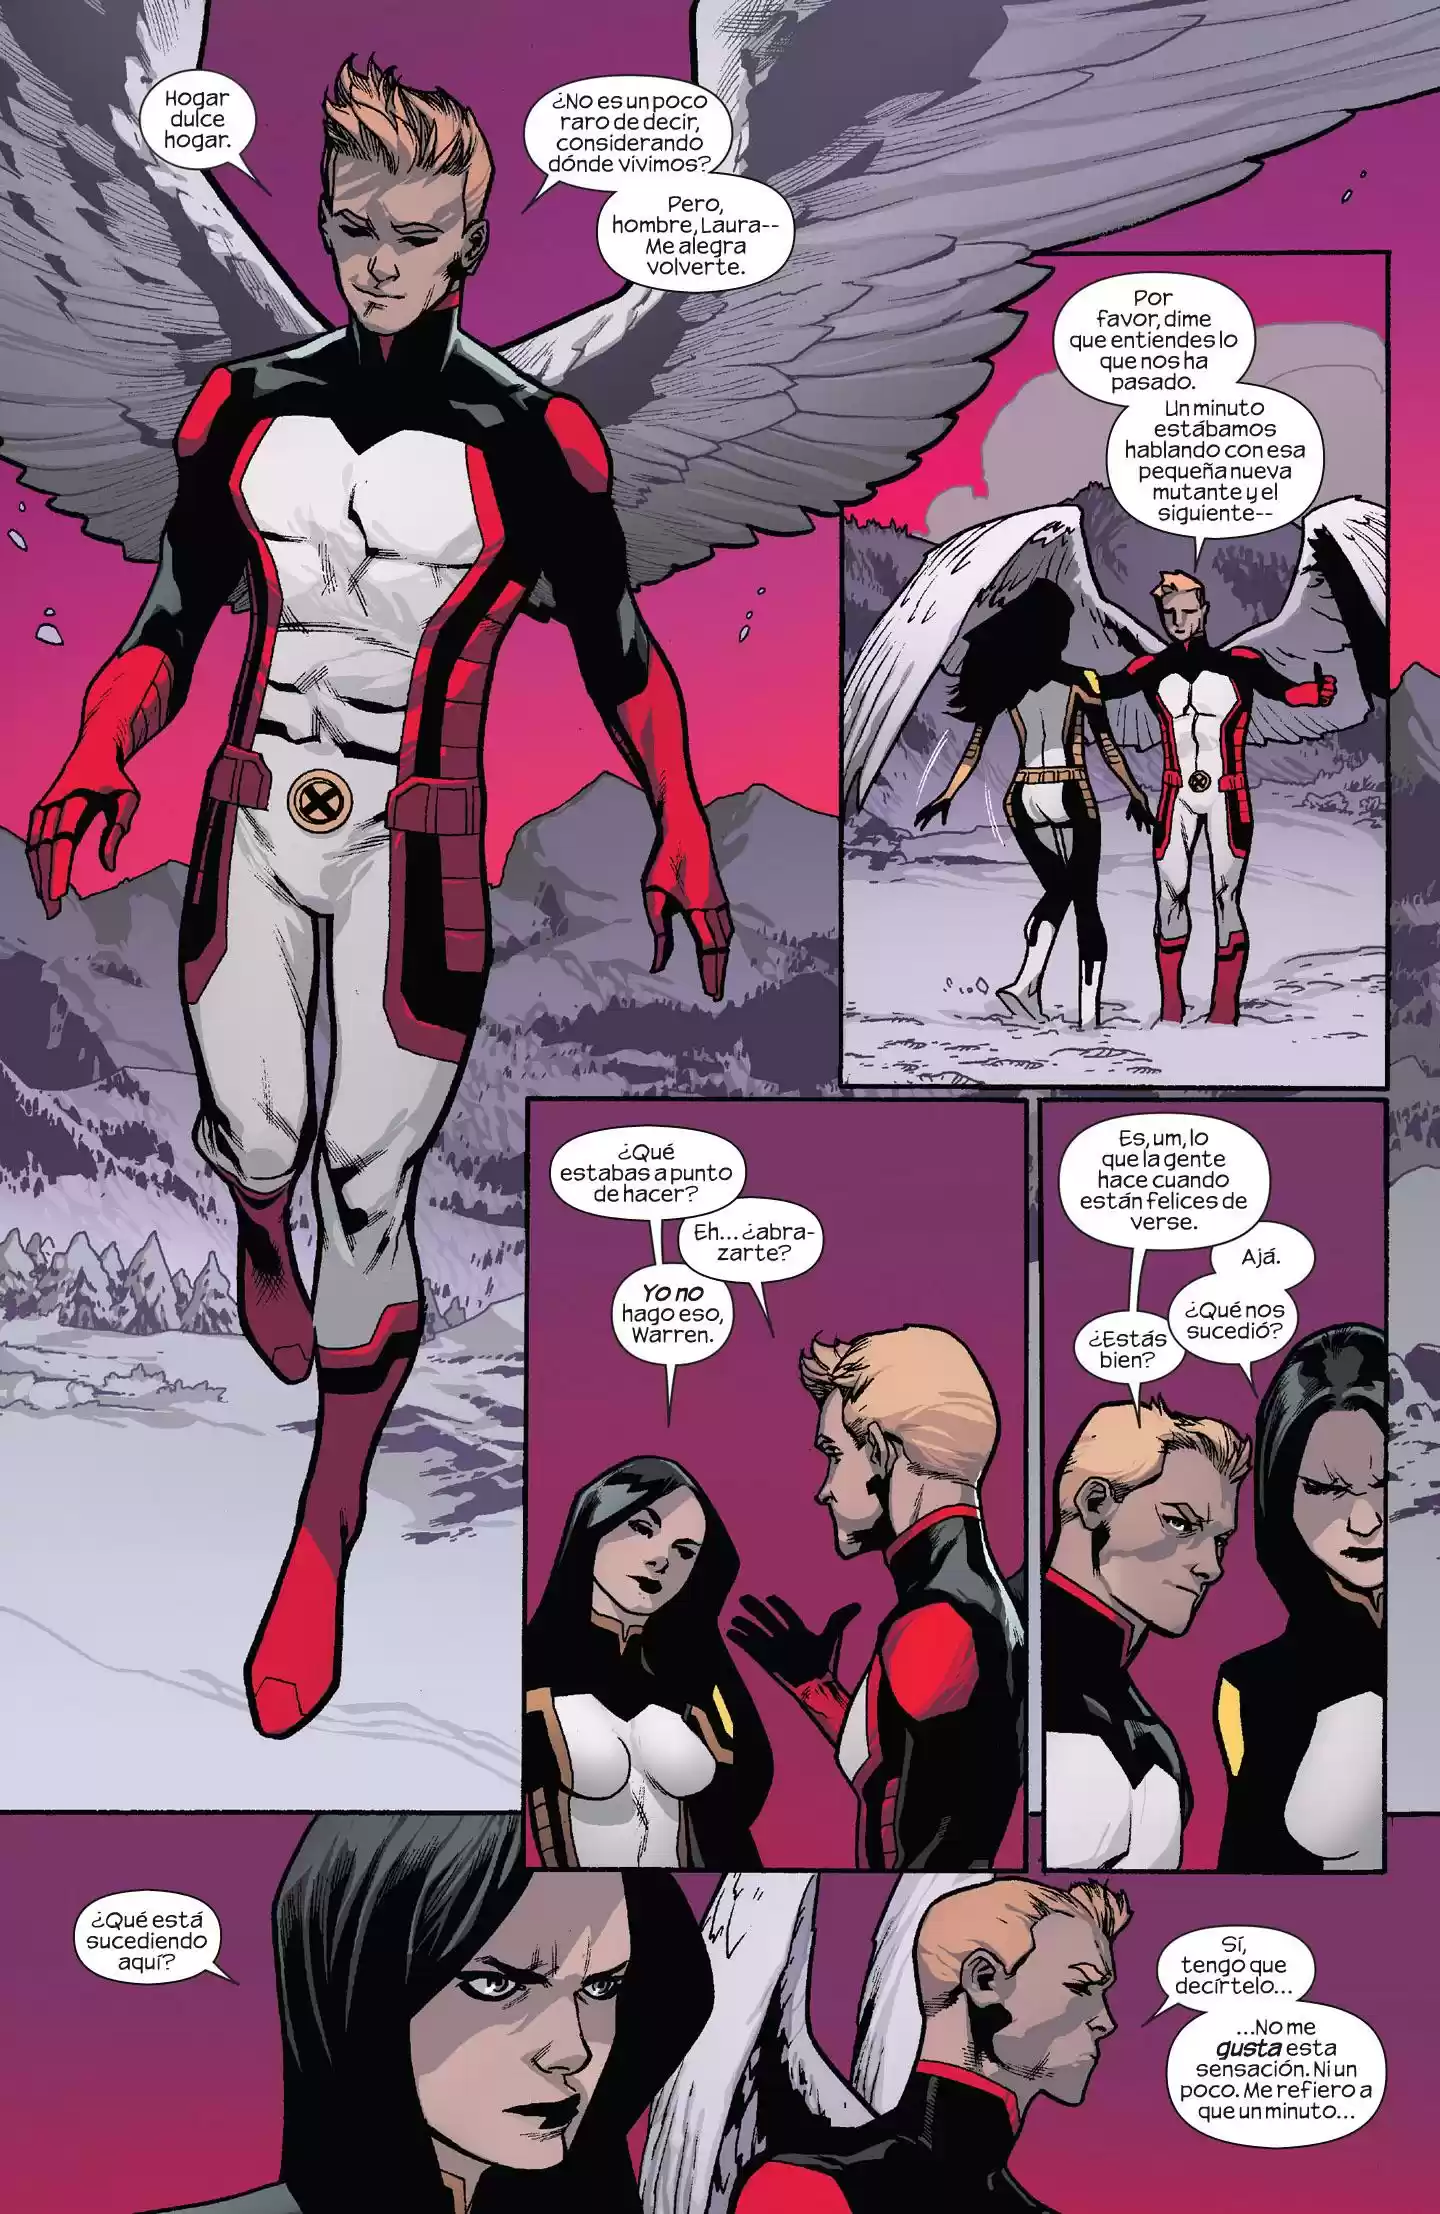 Hogar
dulce
hogar.
¿No es un poco
raro de decir,
considerando
dónde vivimos?
Pero,
hombre, Laura--
Me alegra
volverte.
Por
favor, dime
que entiendes lo
que nos ha
pasado.
Un minuto
estábamos
hablando con esa
pequeña nueva
mutante y el
siguiente--
¿Qué
estabas a punto
de hacer?
Eh... ¿abra-
zarte?
Yo no
hago eso,
Warren.
Es, um, lo
que la gente
hace cuando
están felices de
verse.
Ajá.
¿Qué nos
sucedió?
¿Estás
bien?
¿Qué está
sucediendo
aquí?
Sí,
tengo que
decírtelo...
...No me
gusta esta
sensación. Ni un
poco. Me refiero a
que un minuto...